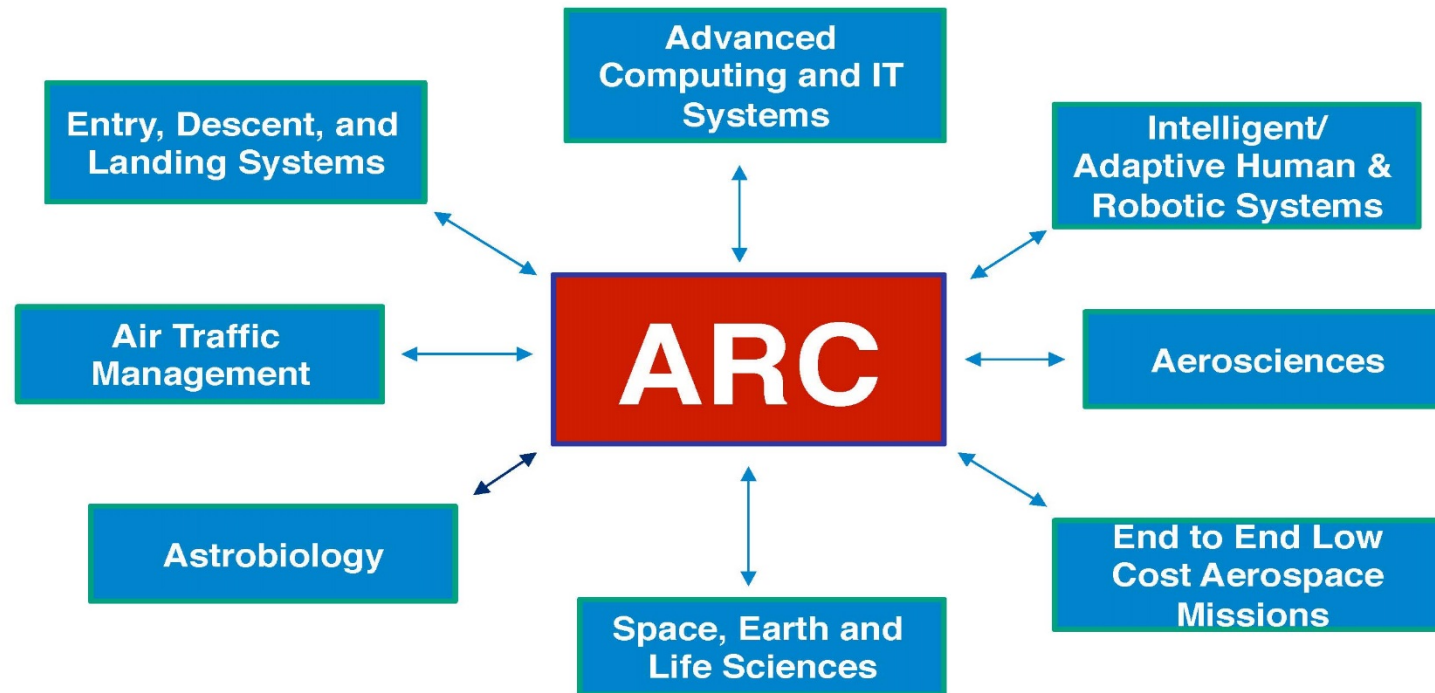 Advanced
Computing and IT
Systems
Entry, Descent, and
Landing Systems
Intelligent/
Adaptive Human &
Robotic Systems
Air Traffic
Management
ARC
Aerosciences
Astrobiology
End to End Low
Cost Aerospace
Missions
Space, Earth and
Life Sciences